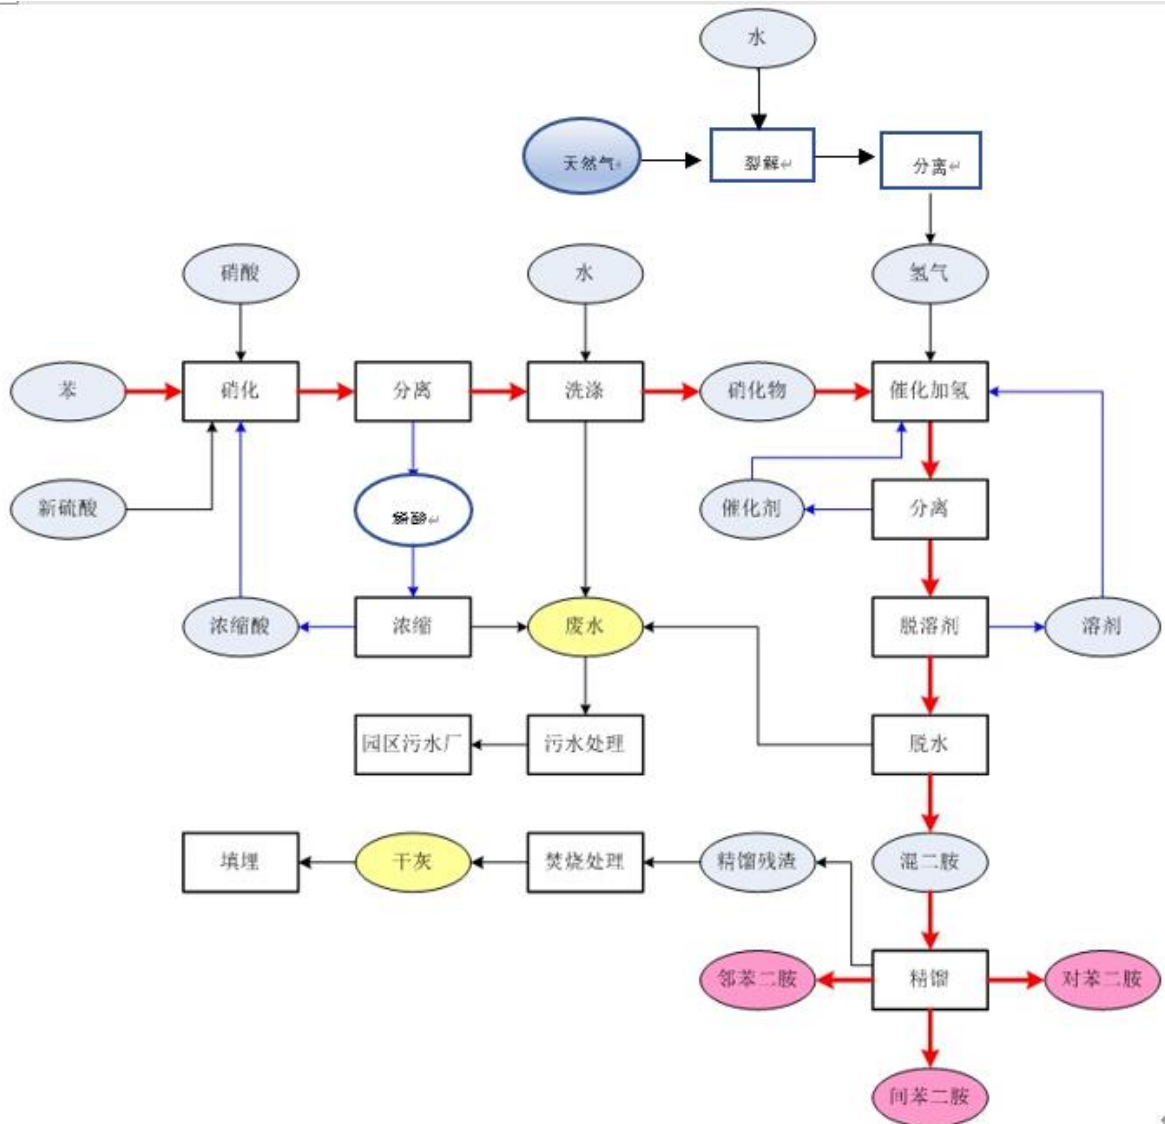 水
天然气
裂解
分离
硝酸
水
氢气
苯
硝化
分离
洗涤
硝化物
催化加氢
新硫酸
催化剂
分离
浓缩酸
浓缩
废水
脱溶剂
溶剂
园区污水厂
污水处理
脱水
填埋
干灰
焚烧处理
精馏残渣
混二胺
邻苯二胺
精馏
对苯二胺
间苯二胺